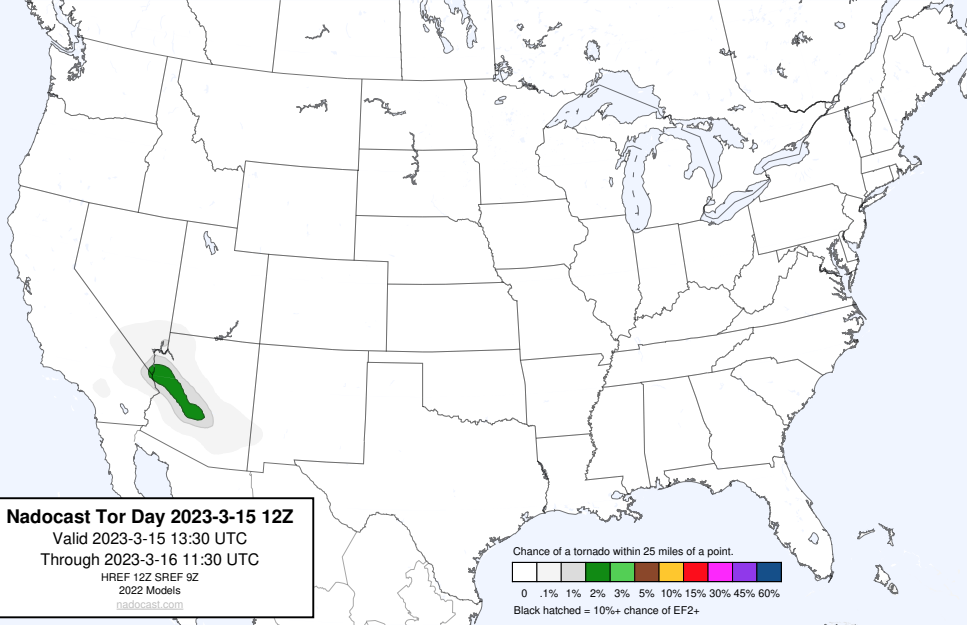 Nadocast Tor Day 2023-3-15 12Z
Valid 2023-3-15 13:30 UTC
Through 2023-3-16 11:30 UTC
HREF 12Z SREF 9Z
2022 Models
nadocast.com
Chance of a tornado within 25 miles of a point.
0 .1% 1% 2% 3% 5% 10% 15% 30% 45% 60%
Black hatched = 10%+ chance of EF2+